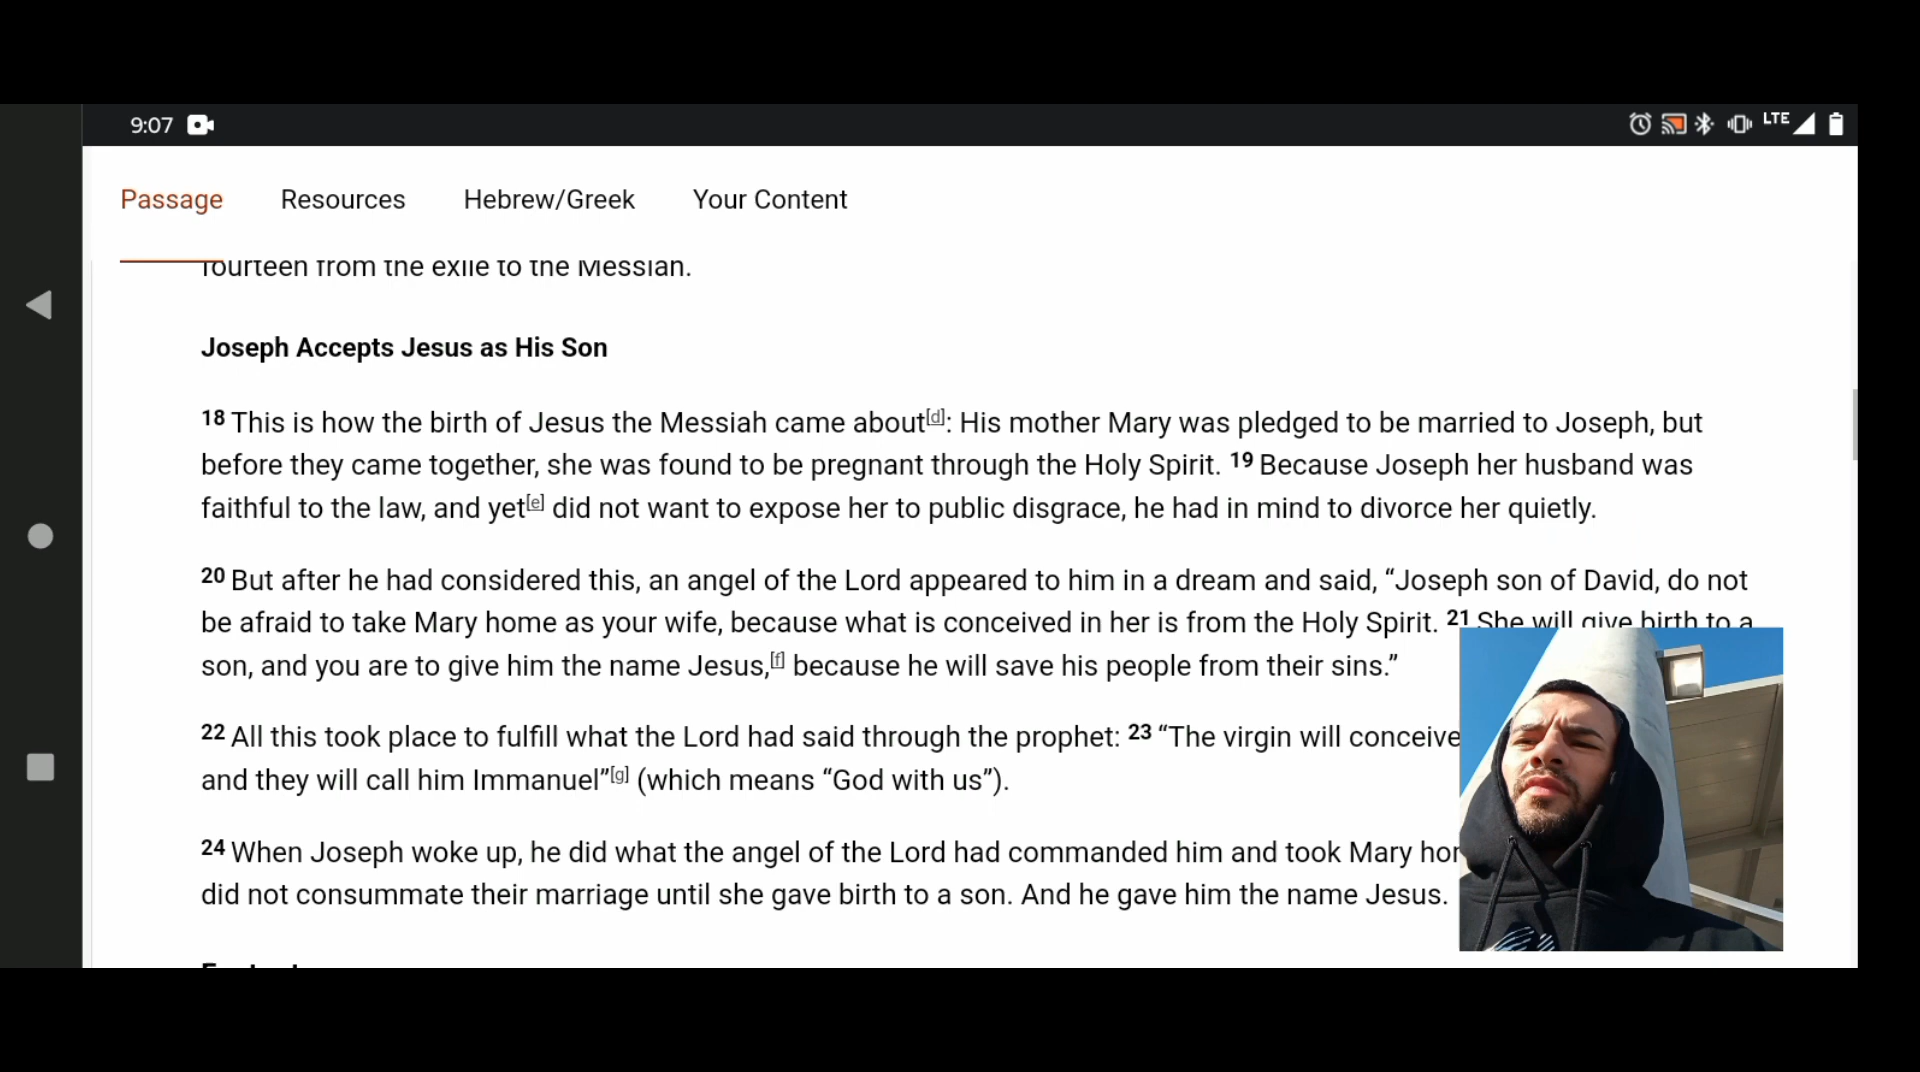 9:07
LTE
Passage Resources Hebrew/Greek Your Content
fourteen from the exile to the Messiah.
Joseph Accepts Jesus as His Son
18 This is how the birth of Jesus the Messiah came about[d]: His mother Mary was pledged to be married to Joseph, but
before they came together, she was found to be pregnant through the Holy Spirit. 19 Because Joseph her husband was
faithful to the law, and yet[e] did not want to expose her to public disgrace, he had in mind to divorce her quietly.
20 But after he had considered this, an angel of the Lord appeared to him in a dream and said, “Joseph son of David, do not
be afraid to take Mary home as your wife, because what is conceived in her is from the Holy Spirit. 21 She will give birth to a
son, and you are to give him the name Jesus,[f] because he will save his people from their sins.”
22 All this took place to fulfill what the Lord had said through the prophet: 23 “The virgin will conceive
and they will call him Immanuel”[g] (which means “God with us”).
24 When Joseph woke up, he did what the angel of the Lord had commanded him and took Mary
did not consummate their marriage until she gave birth to a son. And he gave him the name Jesus.